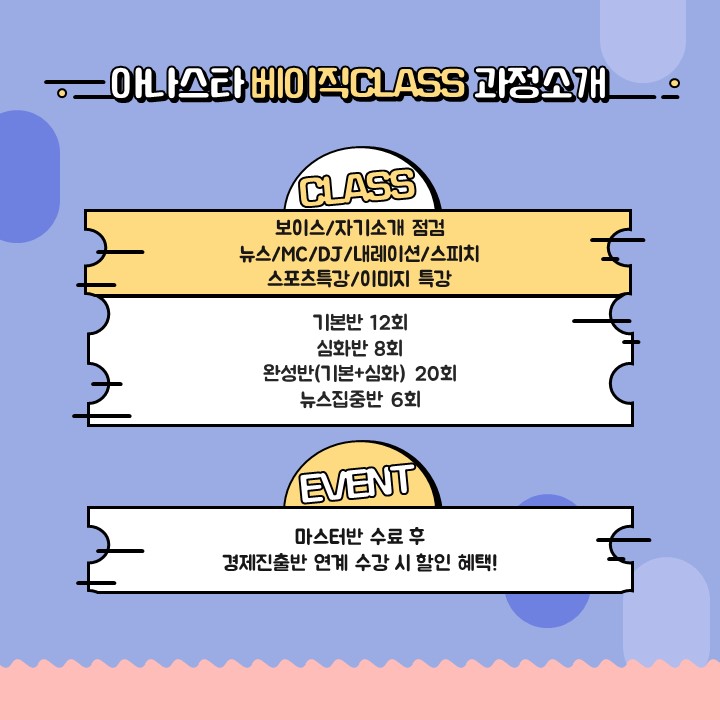 아나스타 베이직CLASS 과정소개
CLASS
보이스/자기소개 점검
뉴스/MC/DJ/내레이션/스피치
스포츠특강/이미지 특강
기본반 12회
심화반 8회
완성반(기본+심화) 20회
뉴스집중반 6회
EVENT
마스터반 수료 후
경제진출반 연계 수강 시 할인 혜택!